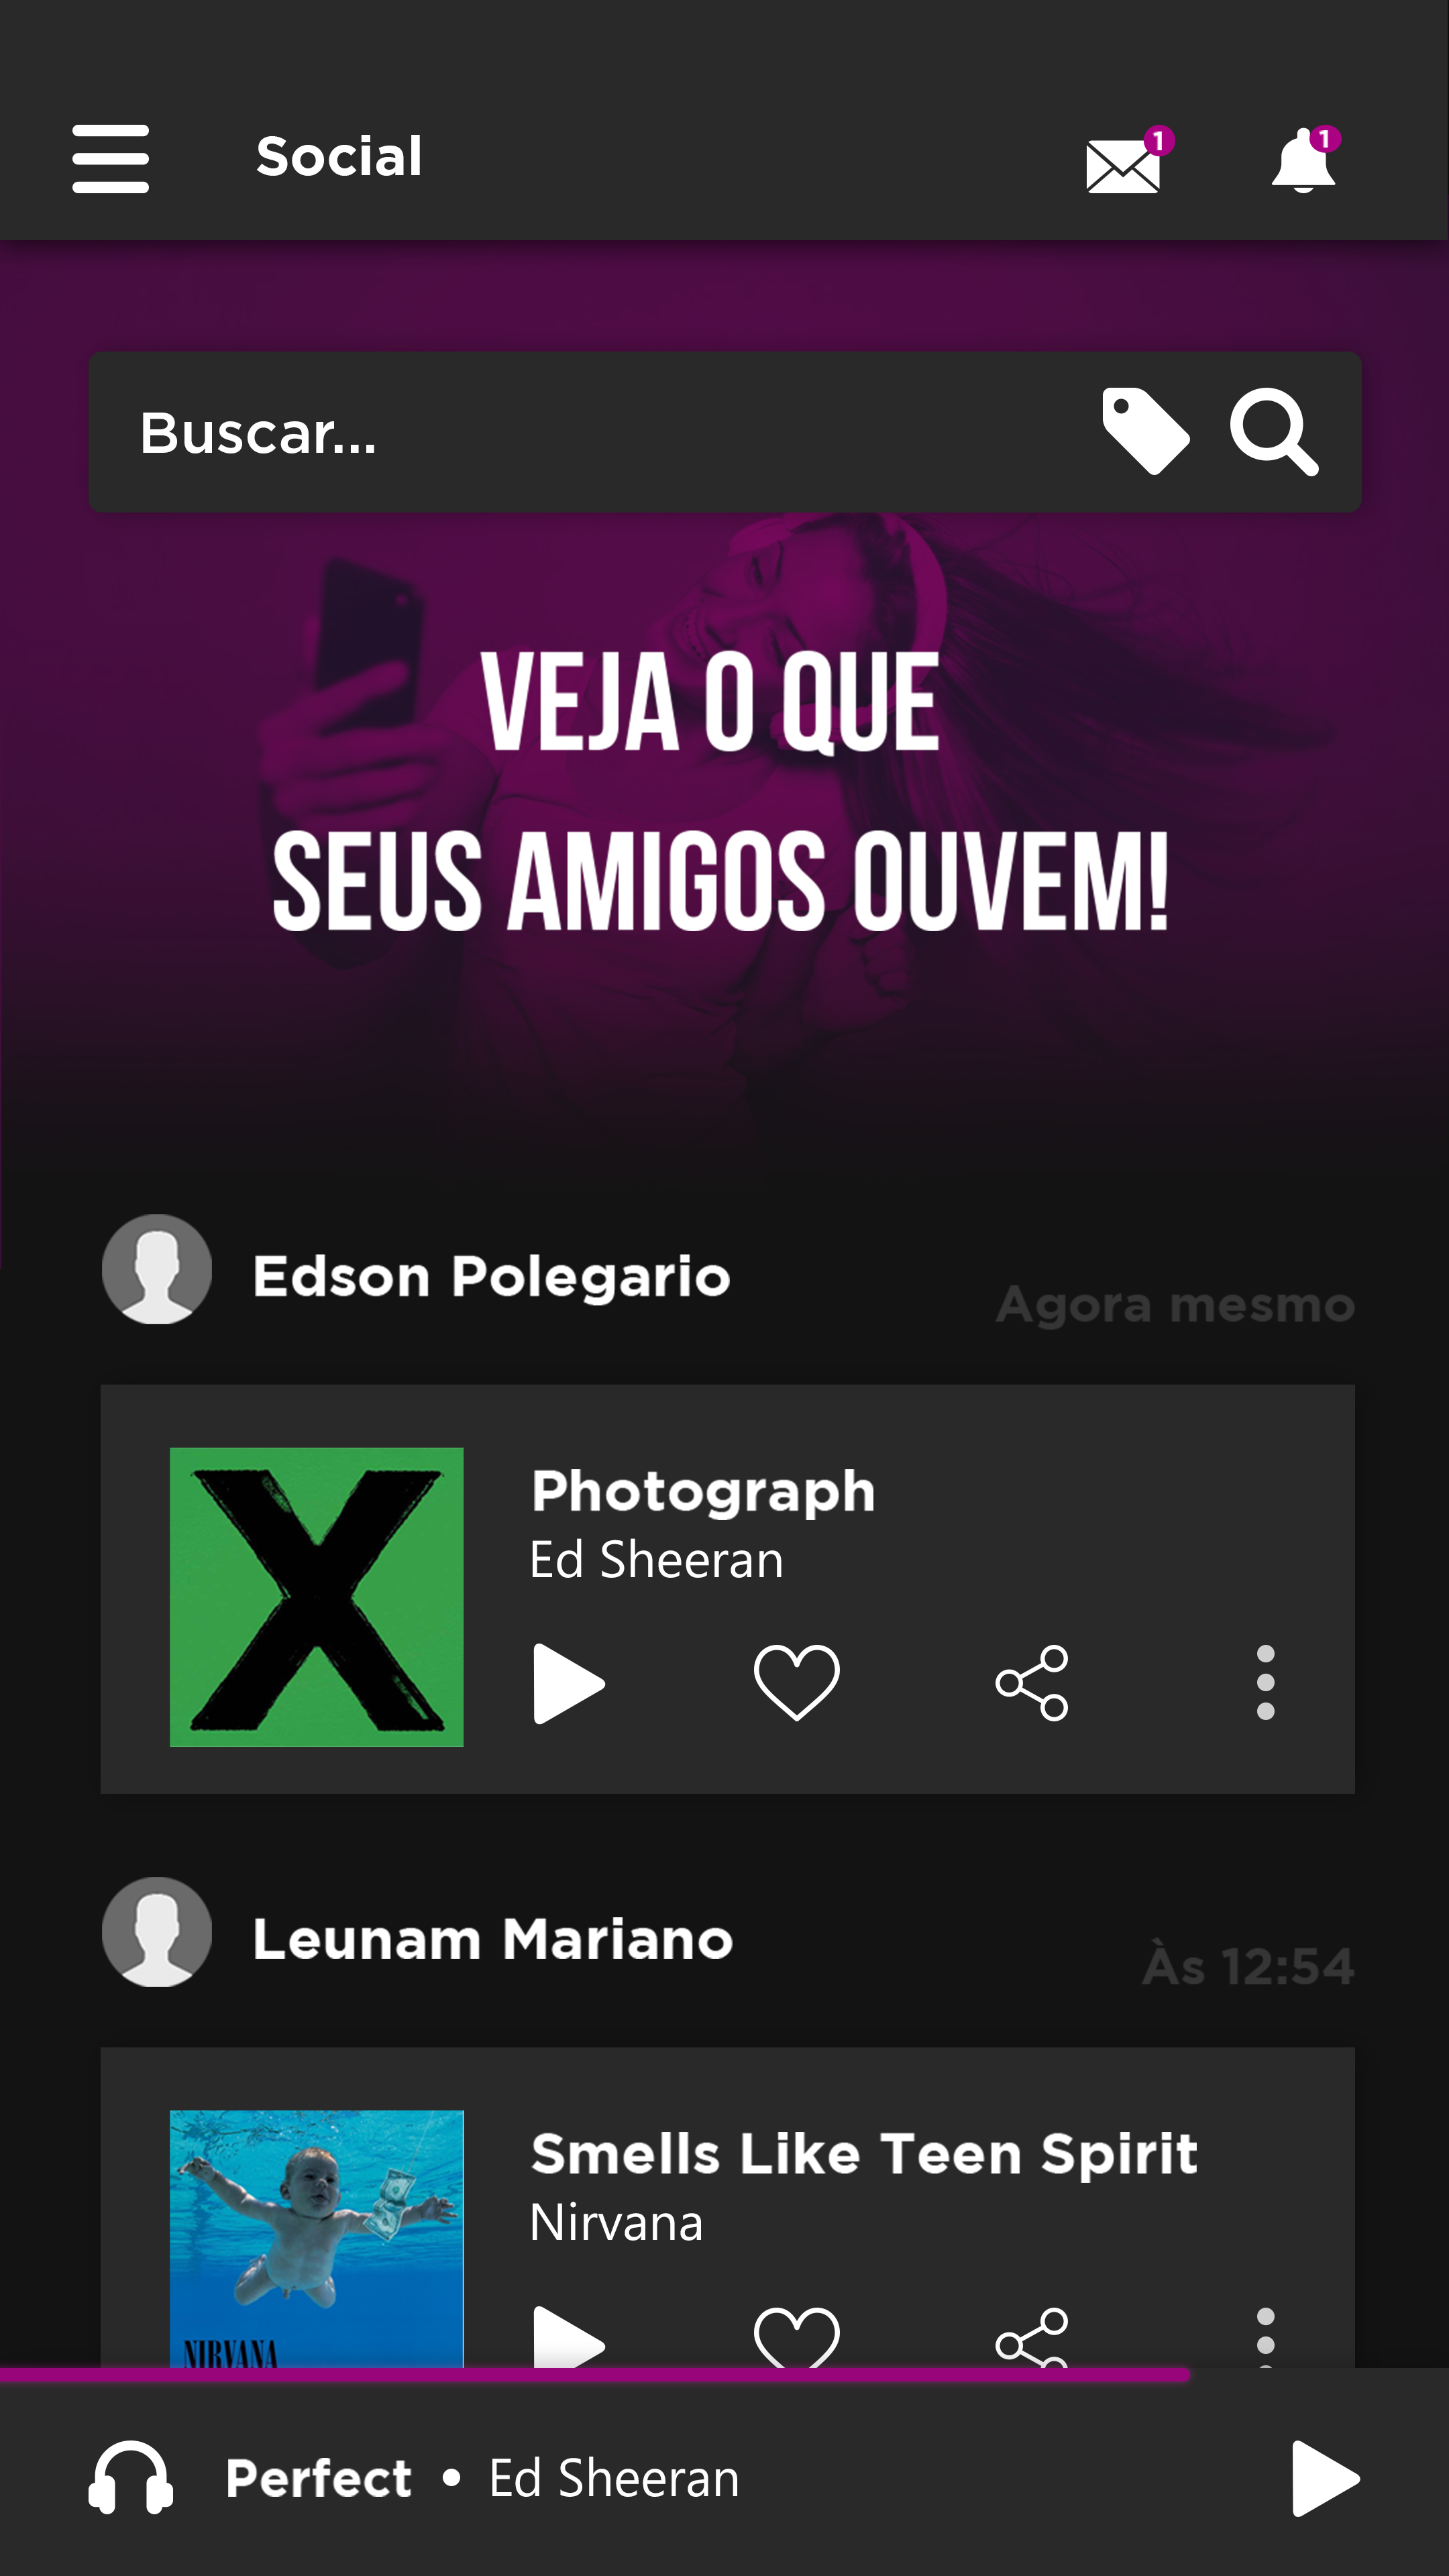 Social
1
1
Buscar...
VEJA O QUE
SEUS AMIGOS OUVEM!
Edson Polegario
Agora mesmo
X
Photograph
Ed Sheeran
Leunam Mariano
Às 12:54
Smells Like Teen Spirit
Nirvana
NIRVANA
Perfect • Ed Sheeran